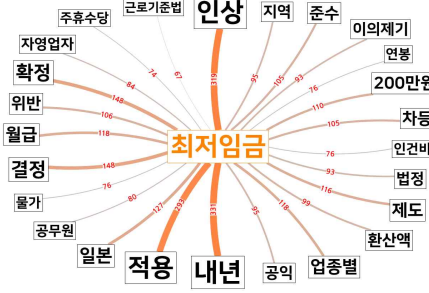 근로기준법
인상
지역
준수
주휴수당
이의제기
자영업자
연봉
확정
200만원
위반
차등
월급
최저임금
인건비
결정
법정
물가
제도
공무원
환산액
일본
적용
내년
공익
업종별
67
319
95
105
74
93
84
76
148
110
106
105
118
76
148
93
76
116
80
99
127
293
331
95
118